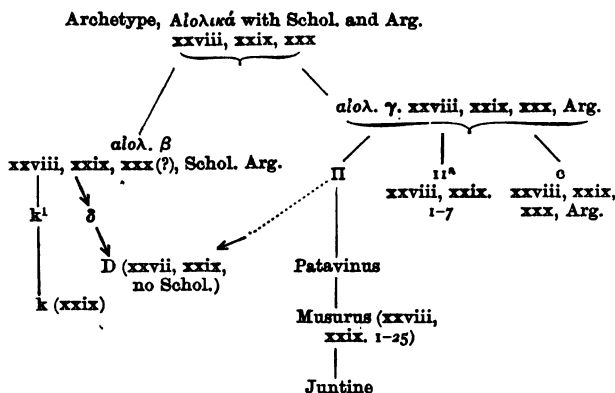 Archetype, Αἰολικά with Schol. and Arg.
xxviii, xxix, xxx
αἰολ. γ. xxviii, xxix, xxx, Arg.
αἰολ. β
xxviii, xxix, xxx (?), Schol. Arg.
Π
11ᵃ
c
xxviii, xxix.
1-7
xxviii, xxix,
xxx, Arg.
k¹
δ
D (xxvii, xxix,
no Schol.)
Patavinus
k (xxix)
Musurus (xxviii,
xxix. 1-25)
Juntine